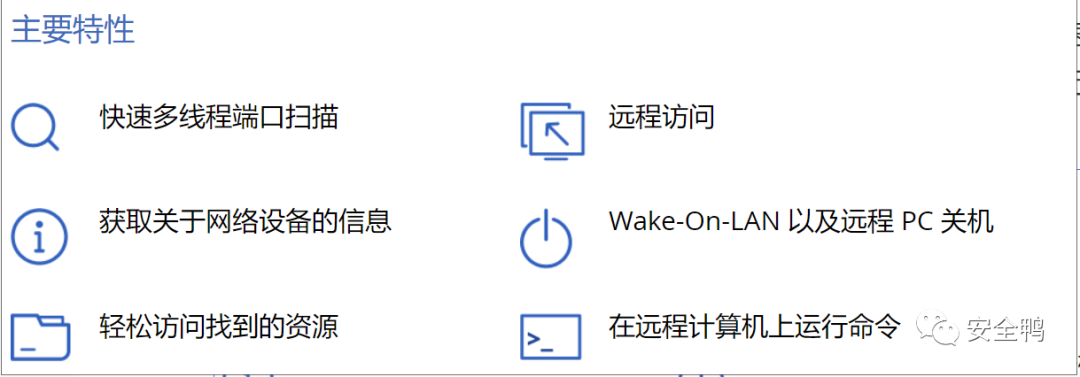 主要特性
快速多线程端口扫描
远程访问
获取关于网络设备的信息
Wake-On-LAN 以及远程 PC 关机
轻松访问找到的资源
在远程计算机上运行命令
安全鸭